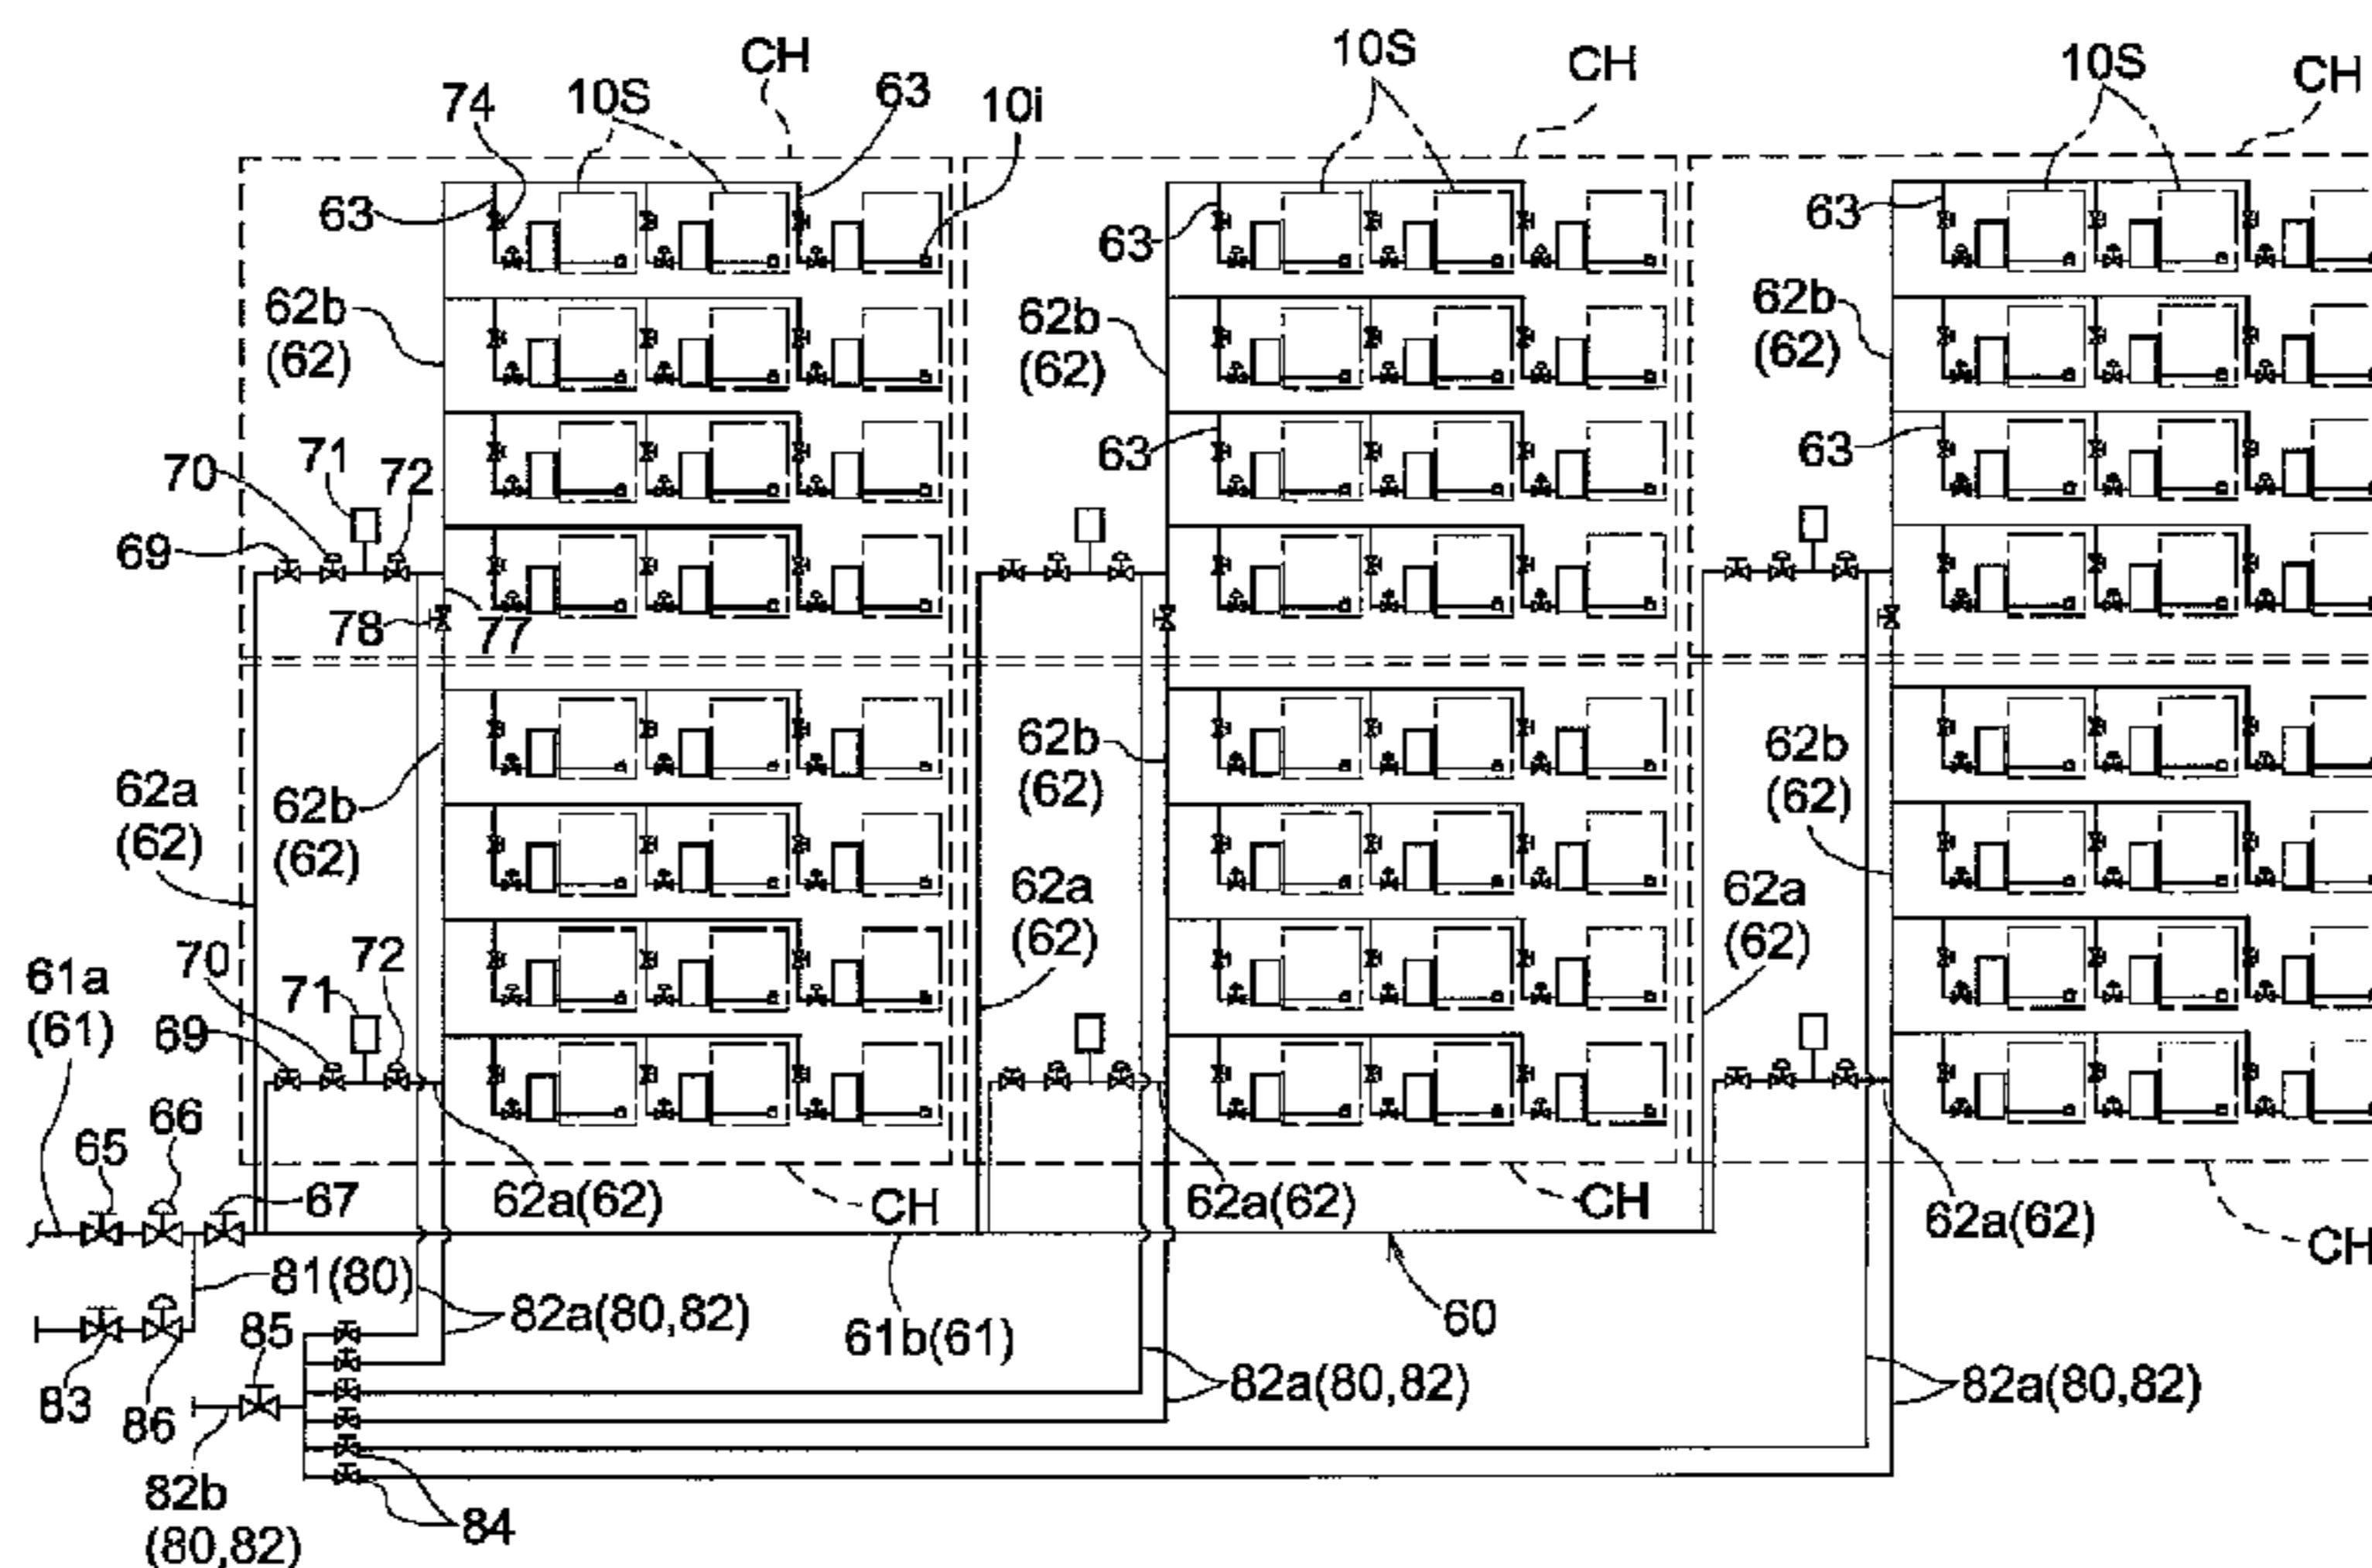 CH
10S
CH
10S
CH
74
10S
63
10i
63
63
63
62b
(62)
62b
(62)
62b
(62)
70
71
72
63
63
69
78
77
62a
(62)
62b
(62)
62b
(62)
62b
(62)
62a
(62)
62a
(62)
61a
(61)
70
72
71
69
65
66
67
62a(62)
CH
62a(62)
CH
62a(62)
CH
81(80)
82a(80,82)
61b(61)
60
83
86
85
82a(80,82)
82a(80,82)
82b
(80,82)
84